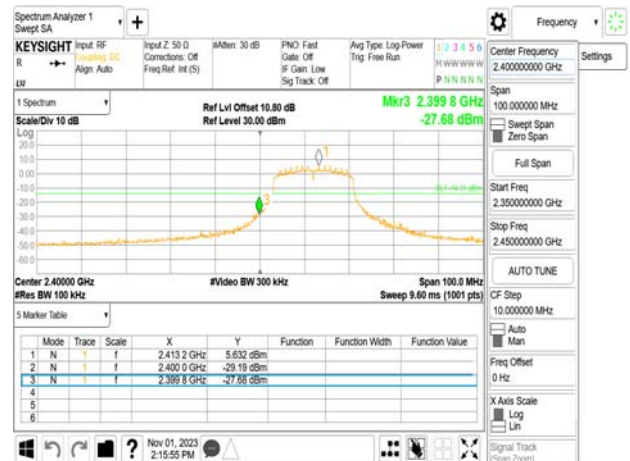 Spectrum Analyzer 1
Swept SA
+
Frequency
KEYSIGHT
Input: RF
Coupling: DC
Align: Auto
Input Z: 50 Ω
Corrections: Off
Freq Ref: Int (S)
#Atten: 30 dB
PNO: Fast
Gate: Off
IF Gain: Low
Sig Track: Off
Avg Type: Log-Power
Trig: Free Run
1 2 3 4 5 6
M W W W W W
P N N N N N
R
LXI
Center Frequency
2.400000000 GHz
Settings
Span
100.000000 MHz
Swept Span
Zero Span
Full Span
Start Freq
2.350000000 GHz
Stop Freq
2.450000000 GHz
AUTO TUNE
CF Step
10.000000 MHz
Auto
Man
Freq Offset
0 Hz
X Axis Scale
Log
Lin
Signal Track
(Span Zoom)
1 Spectrum
Scale/Div 10 dB
Ref Lvl Offset 10.80 dB
Ref Level 30.00 dBm
Mkr3 2.399 8 GHz
-27.68 dBm
Log
20.0
10.0
0.00
-10.0
-20.0
-30.0
-40.0
-50.0
-60.0
1
3
Center 2.40000 GHz
#Res BW 100 kHz
#Video BW 300 kHz
Span 100.0 MHz
Sweep 9.60 ms (1001 pts)
5 Marker Table
Mode Trace Scale X Y Function Function Width Function Value
1 N 1 f 2.413 2 GHz 5.632 dBm
2 N 1 f 2.400 0 GHz -29.19 dBm
3 N 1 f 2.399 8 GHz -27.68 dBm
4
5
6
?
Nov 01, 2023
2:15:55 PM